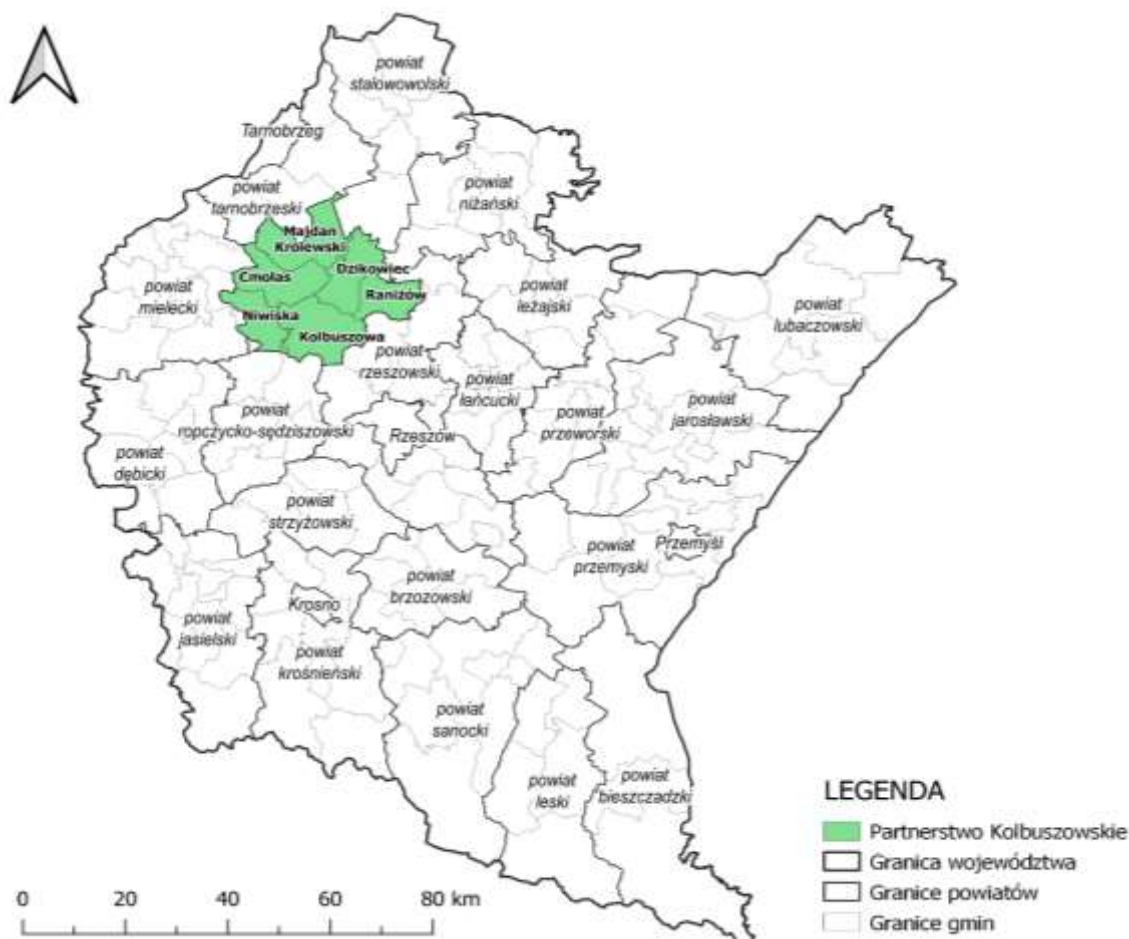 powiat
stalowowolski
Tarnobrzeg
powiat
tarnobrzeski
powiat
niżański
Majdan
Królewski
Dzikowiec
Cmolas
Raniżów
Niwiska
Kolbuszowa
powiat
mielecki
powiat
leżajski
powiat
lubaczowski
powiat
rzeszowski
powiat
łańcucki
powiat
przeworski
powiat
jarosławski
powiat
ropczycko-sędziszowski
Rzeszów
powiat
dębicki
powiat
strzyżowski
powiat
przemyski
Przemyśl
powiat
brzozowski
Krosno
powiat
jasielski
powiat
krośnieński
powiat
sanocki
powiat
leski
powiat
bieszczadzki
LEGENDA
Partnerstwo Kolbuszowskie
Granica województwa
Granice powiatów
Granice gmin
0 20 40 60 80 km